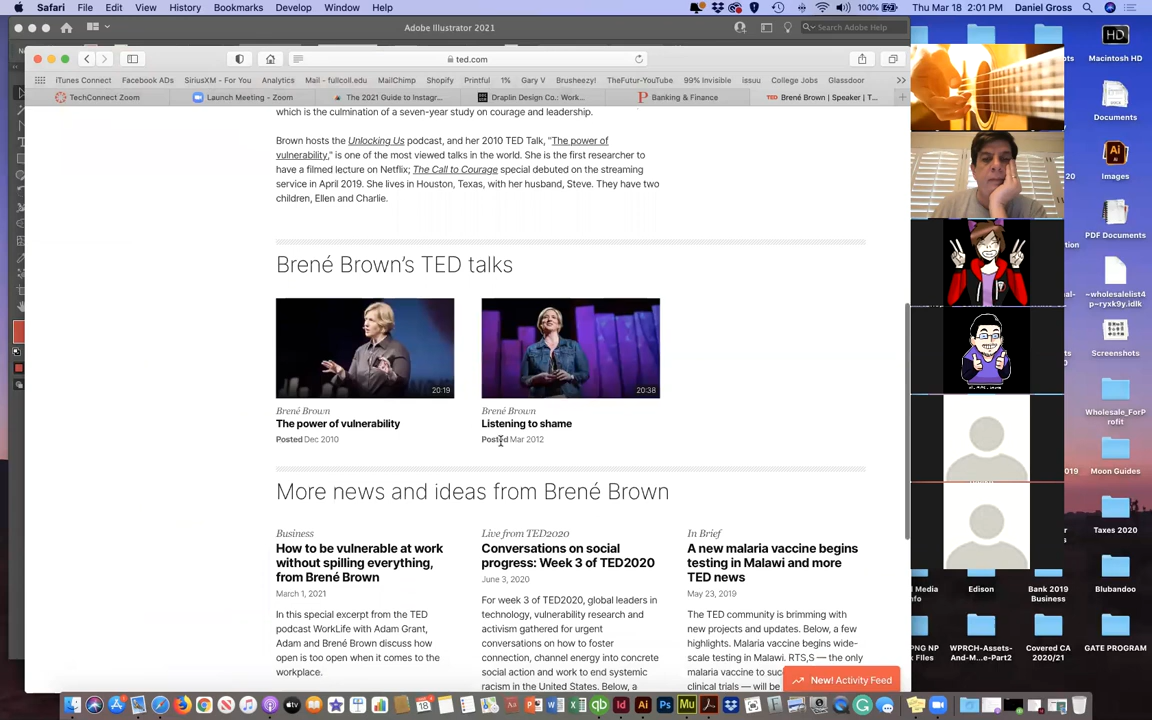 Safari File Edit View History Bookmarks Develop Window Help
100% Thu Mar 18 2:01 PM Daniel Gross
Adobe Illustrator 2021
Search Adobe Help
ted.com
iTunes Connect Facebook ADs SiriusXM - For You Analytics Mail - fullcoll.edu MailChimp Shopify Printful 1% Gary V Brusheezy! TheFutur-YouTube 99% Invisible issuu College Jobs Glassdoor
TechConnect Zoom Launch Meeting - Zoom The 2021 Guide to Instagr... Draplin Design Co.: Work... Banking & Finance Brené Brown | Speaker | T...
which is the culmination of a seven-year study on courage and leadership.
Brown hosts the Unlocking Us podcast, and her 2010 TED Talk, "The power of
vulnerability," is one of the most viewed talks in the world. She is the first researcher to
have a filmed lecture on Netflix; The Call to Courage special debuted on the streaming
service in April 2019. She lives in Houston, Texas, with her husband, Steve. They have two
children, Ellen and Charlie.
Brené Brown's TED talks
20:19
20:38
Brené Brown
The power of vulnerability
Posted Dec 2010
Brené Brown
Listening to shame
Posted Mar 2012
More news and ideas from Brené Brown
Business
How to be vulnerable at work
without spilling everything,
from Brené Brown
March 1, 2021
In this special excerpt from the TED
podcast WorkLife with Adam Grant,
Adam and Brené Brown discuss how
open is too open when it comes to the
workplace.
Live from TED2020
Conversations on social
progress: Week 3 of TED2020
June 3, 2020
For week 3 of TED2020, global leaders in
technology, vulnerability research and
activism gathered for urgent
conversations on how to foster
connection, channel energy into concrete
social action and work to end systemic
racism in the United States. Below, a
In Brief
A new malaria vaccine begins
testing in Malawi and more
TED news
May 23, 2019
The TED community is brimming with
new projects and updates. Below, a few
highlights. Malaria vaccine begins wide-
scale testing in Malawi. RTS,S — the only
malaria vaccine to suc
clinical trials — will be
New! Activity Feed
HD
Macintosh HD
Documents
Ai
Images
PDF Documents
~wholesalelist4
p~ryxk9y.idlk
Screenshots
Wholesale_ForP
rofit
Moon Guides
Taxes 2020
Edison
Bank 2019
Business
Blubandoo
WPRCH-Assets-
And-M...e-Part2
Covered CA
2020/21
GATE PROGRAM